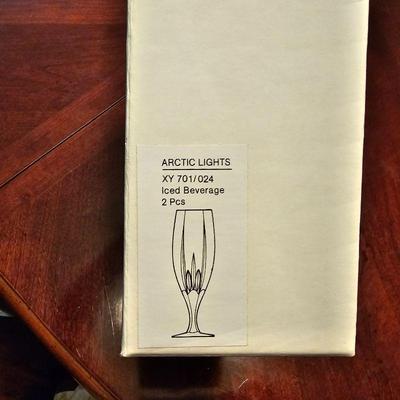 ARCTIC LIGHTS
XY 701/024
Iced Beverage
2 Pcs